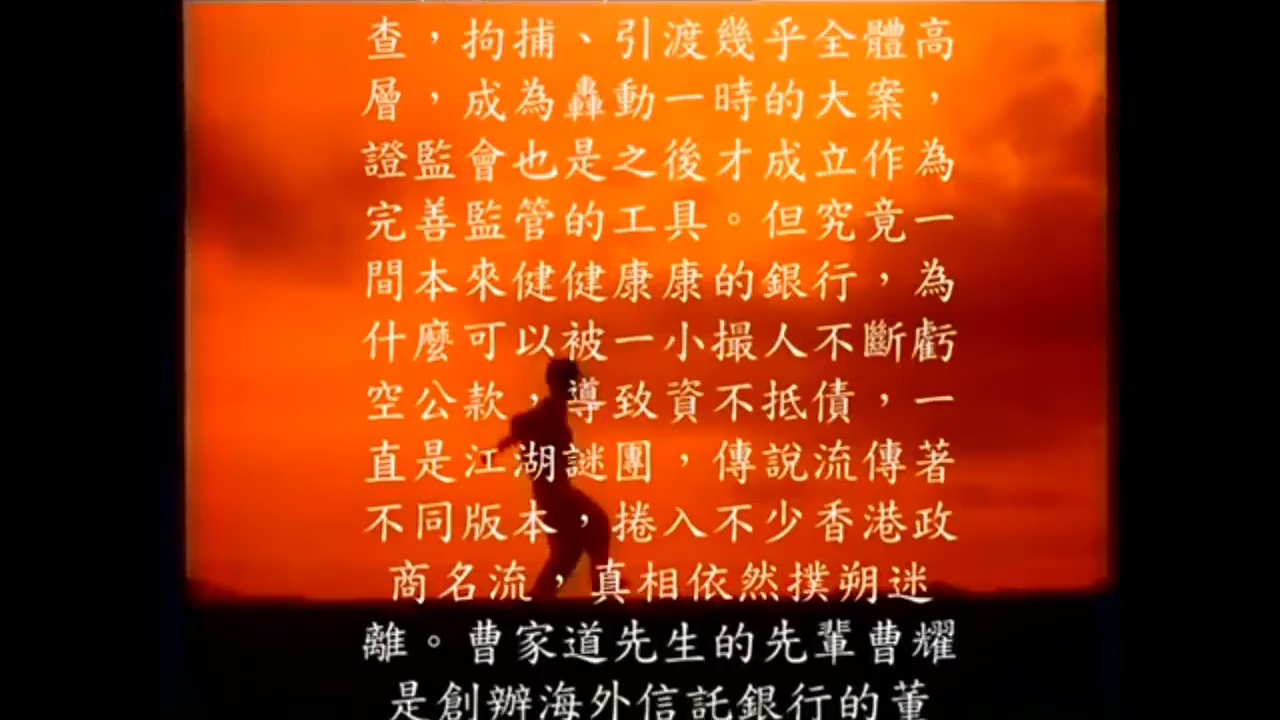 查，拘捕、引渡幾乎全體高
層，成為轟動一時的大案，
證監會也是之後才成立作為
完善監管的工具。但究竟一
間本來健健康康的銀行，為
什麼可以被一小撮人不斷虧
空公款，導致資不抵債，一
直是江湖謎團，傳說流傳著
不同版本，捲入不少香港政
商名流，真相依然撲朔迷
離。曹家道先生的先輩曹耀
是創辦海外信託銀行的董